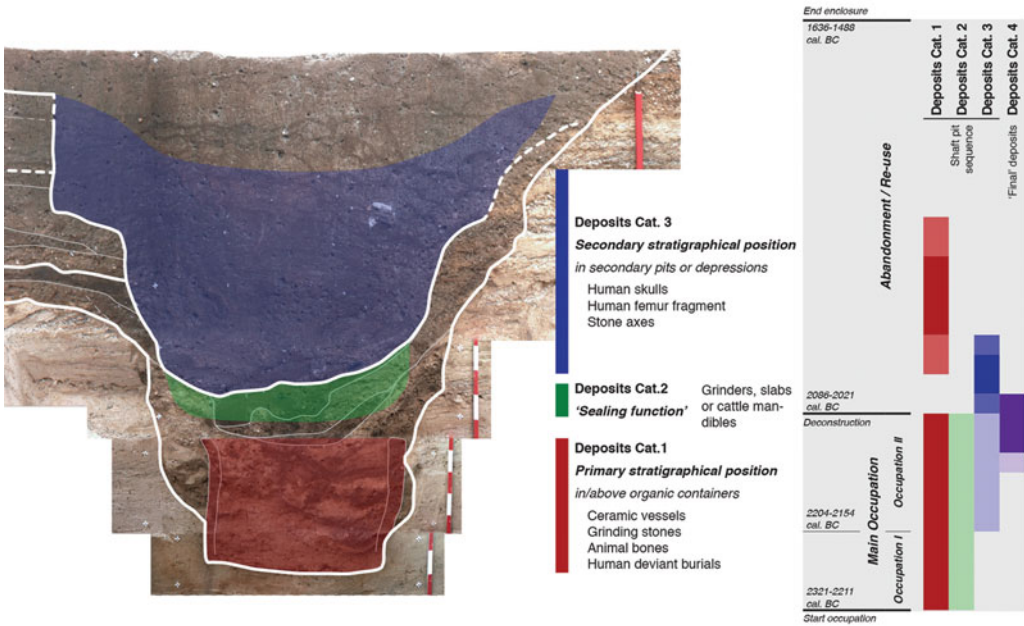 Deposits Cat. 3
Secondary stratigraphical position
in secondary pits or depressions
Human skulls
Human femur fragment
Stone axes
Deposits Cat.2
'Sealing function'
Grinders, slabs
or cattle man-
dibles
Deposits Cat.1
Primary stratigraphical position
in/above organic containers
Ceramic vessels
Grinding stones
Animal bones
Human deviant burials
End enclosure
1636-1488
cal. BC
Deposits Cat. 1
Deposits Cat. 2
Deposits Cat. 3
Deposits Cat. 4
Shaft pit
sequence
'Final' deposits
Abandonment / Re-use
2086-2021
cal. BC
Deconstruction
Main Occupation
Occupation II
2204-2154
cal. BC
Occupation I
2321-2211
cal. BC
Start occupation